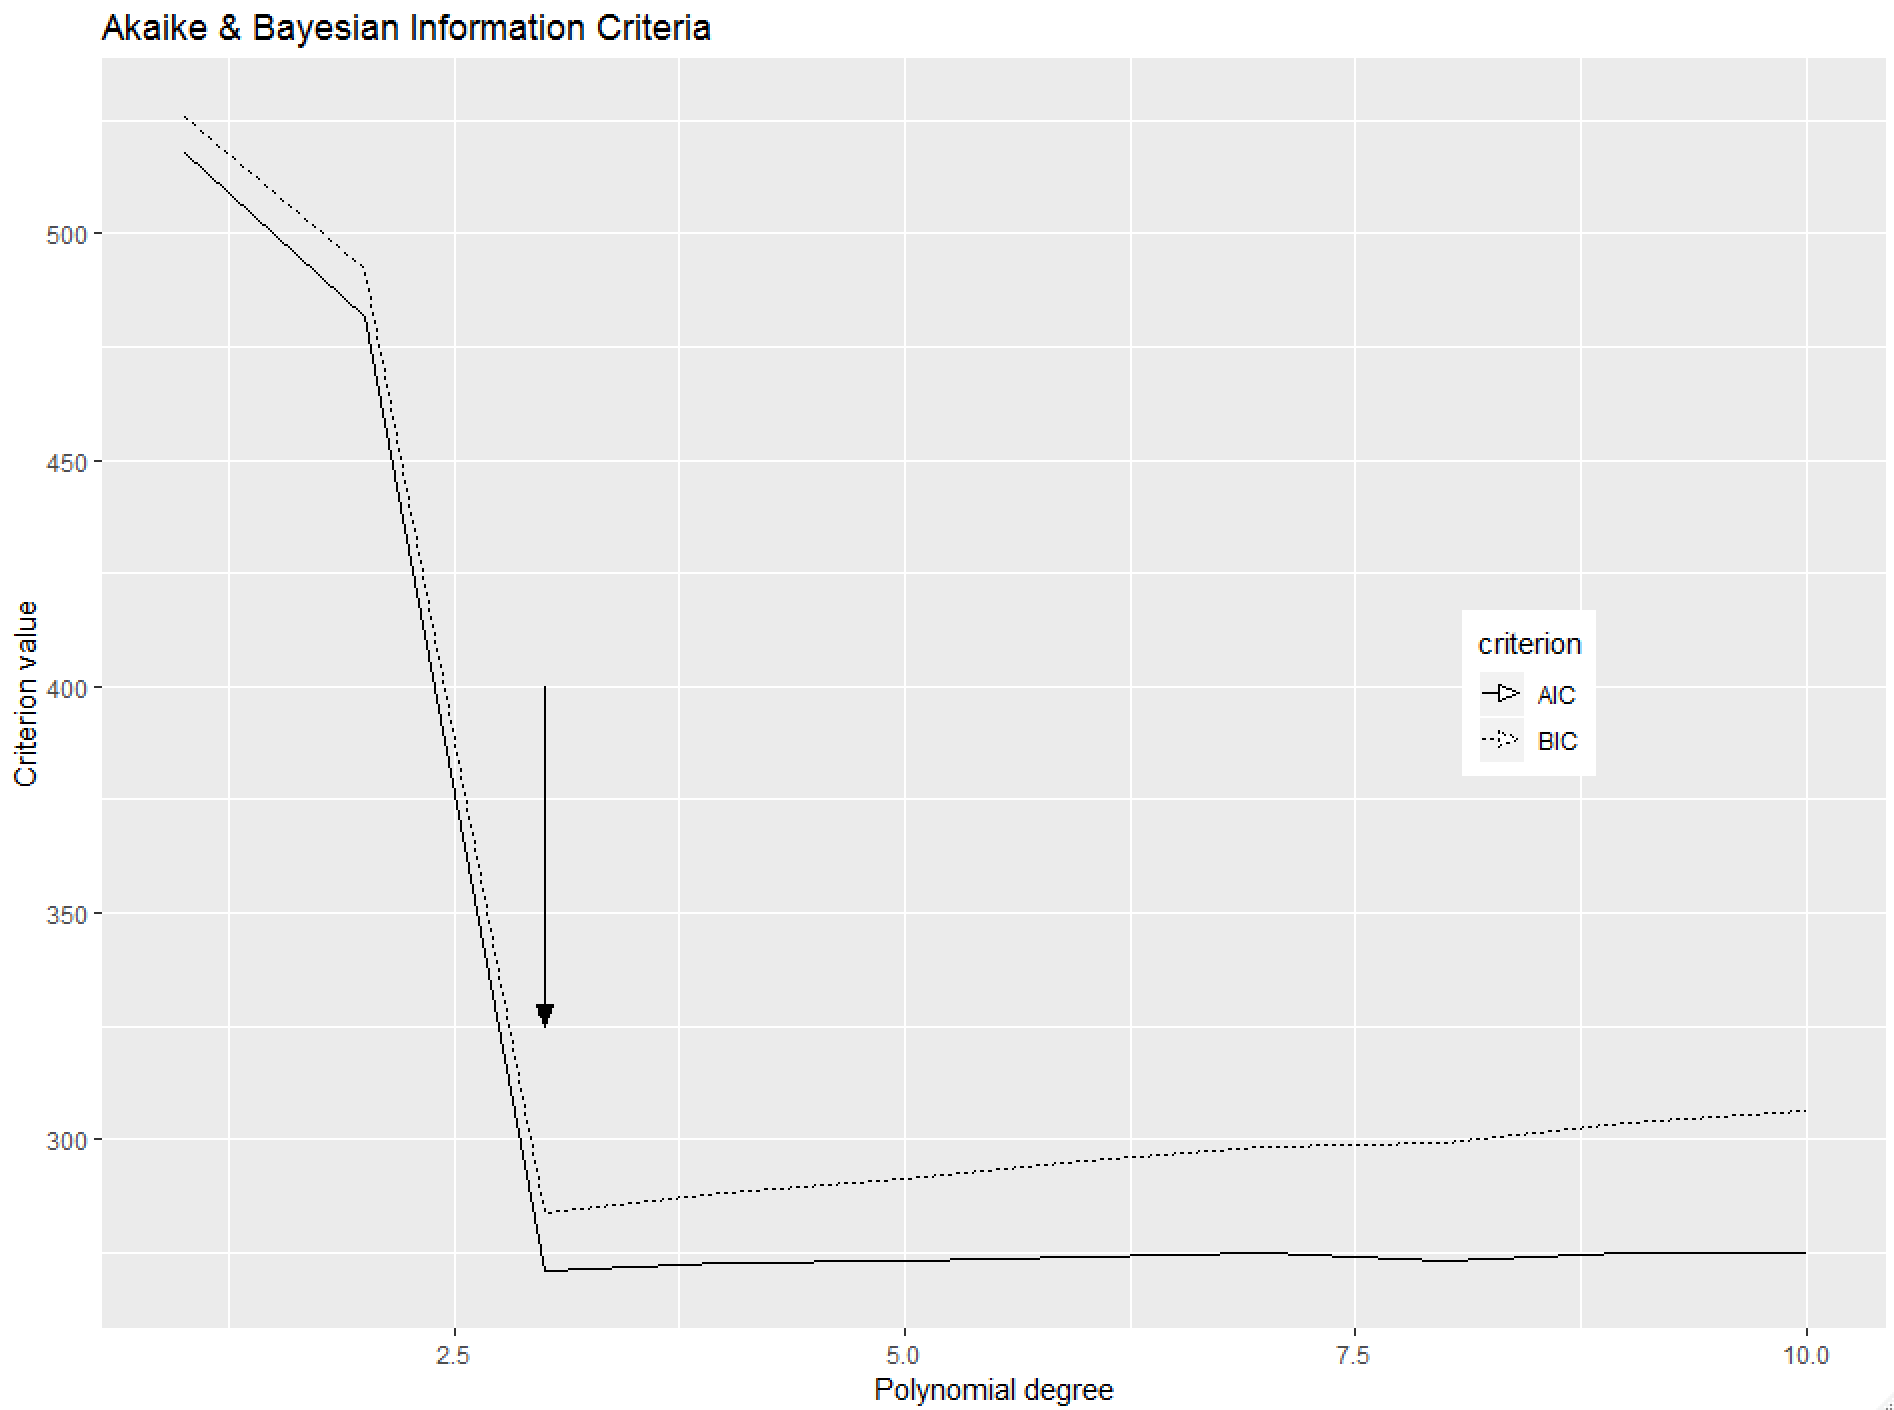 Akaike & Bayesian Information Criteria
500
450
400
350
300
Criterion value
criterion
AIC
BIC
2.5
5.0
7.5
10.0
Polynomial degree